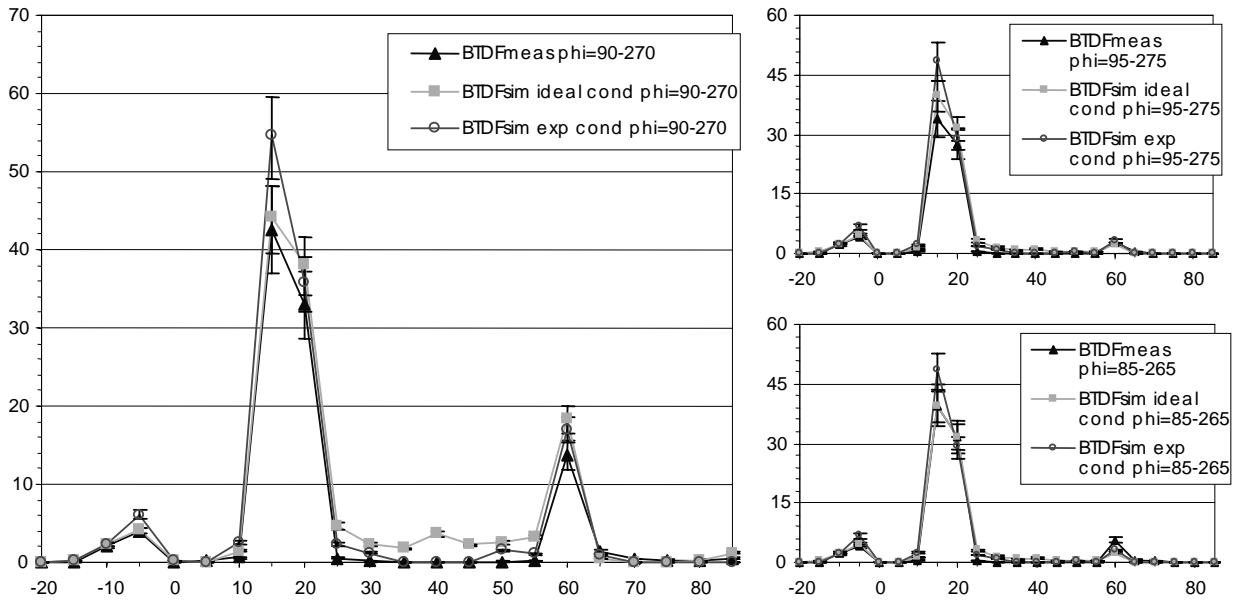 70
60
50
40
30
20
10
0
-20 -10 0 10 20 30 40 50 60 70 80
BTDFmeas phi=90-270
BTDFsim ideal cond phi=90-270
BTDFsim exp cond phi=90-270
60
45
30
15
0
-20 0 20 40 60 80
BTDFmeas
phi=95-275
BTDFsim ideal
cond phi=95-275
BTDFsim exp
cond phi=95-275
60
45
30
15
0
-20 0 20 40 60 80
BTDFmeas
phi=85-265
BTDFsim ideal
cond phi=85-265
BTDFsim exp
cond phi=85-265